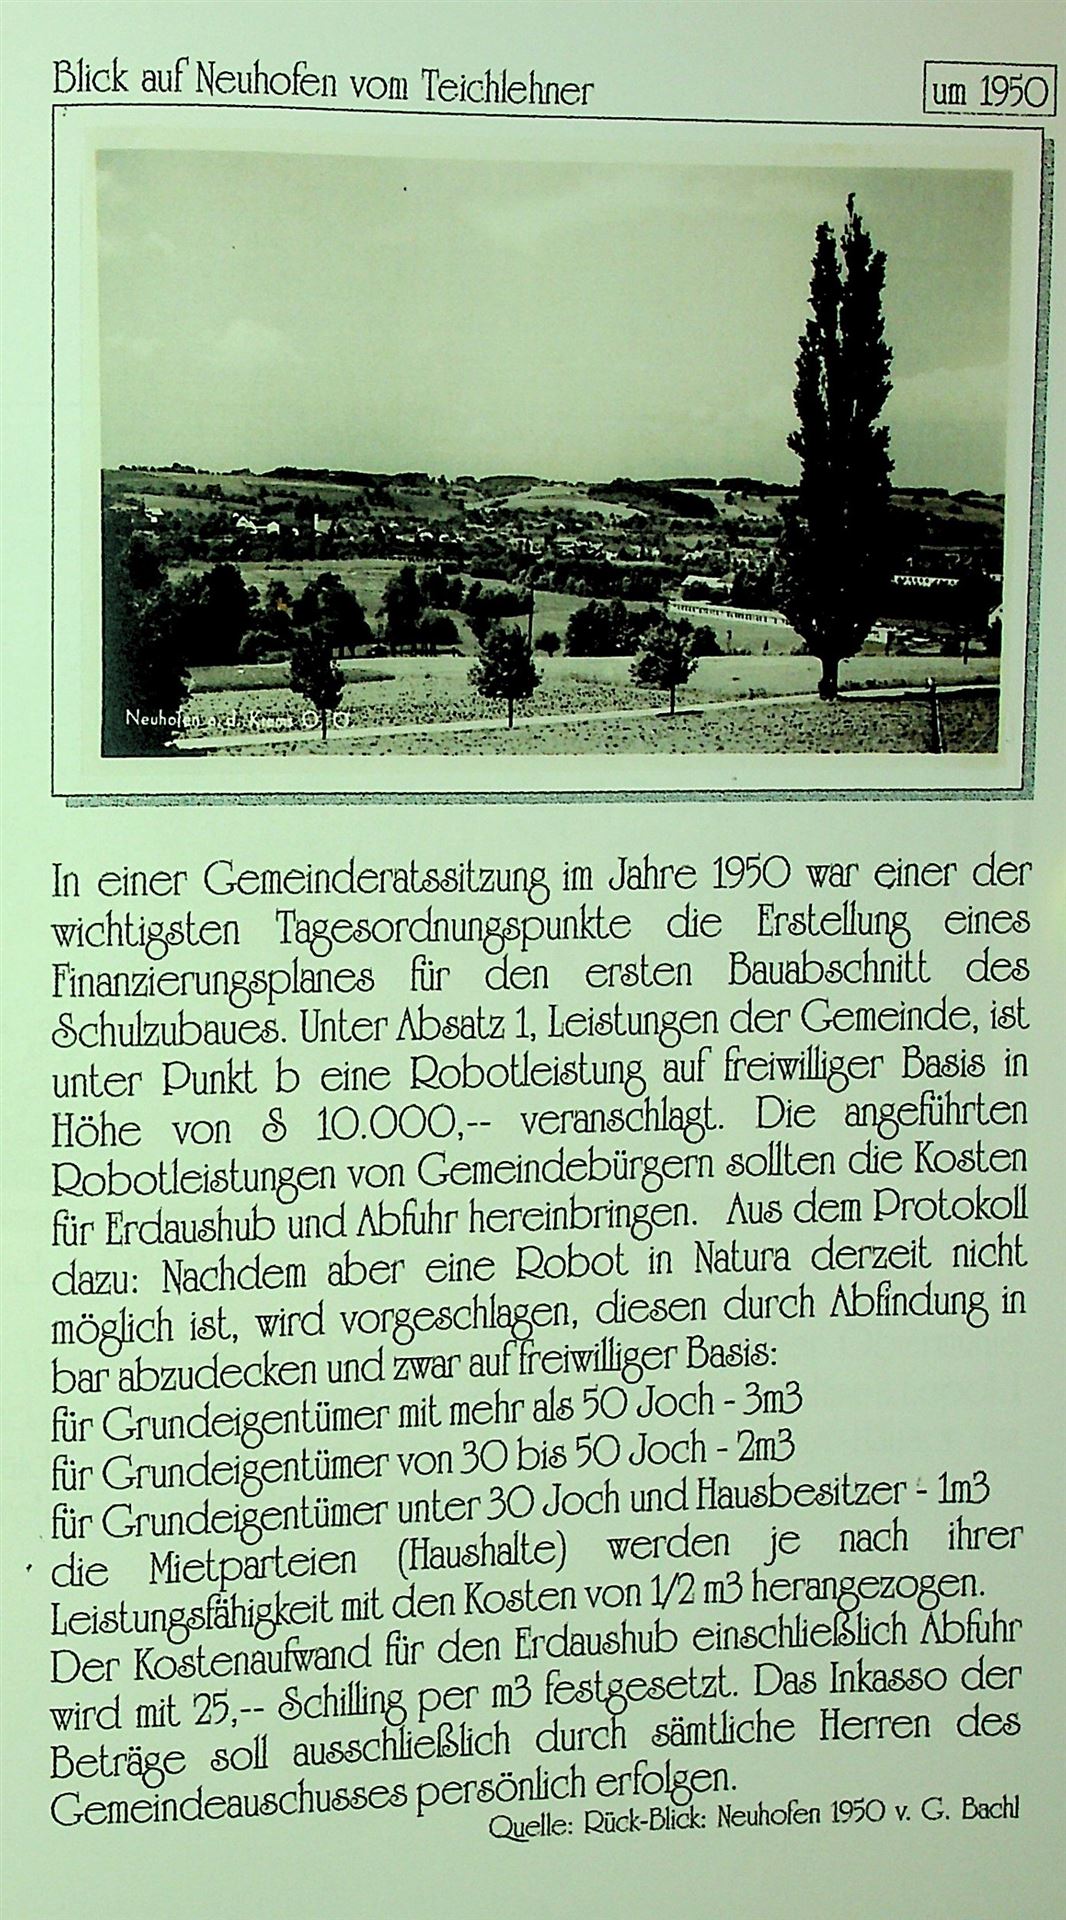 Blick auf Neuhofen vom Teichlehner
um 1950
Neuhofen a. d. Krems O. Ö.
In einer Gemeinderatssitzung im Jahre 1950 war einer der
wichtigsten Tagesordnungspunkte die Erstellung eines
Finanzierungsplanes für den ersten Bauabschnitt des
Schulzubaues. Unter Absatz 1, Leistungen der Gemeinde, ist
unter Punkt b eine Robotleistung auf freiwilliger Basis in
Höhe von S 10.000,-- veranschlagt. Die angeführten
Robotleistungen von Gemeindebürgern sollten die Kosten
für Erdaushub und Abfuhr hereinbringen. Aus dem Protokoll
dazu: Nachdem aber eine Robot in Natura derzeit nicht
möglich ist, wird vorgeschlagen, diesen durch Abfindung in
bar abzudecken und zwar auf freiwilliger Basis:
für Grundeigentümer mit mehr als 50 Joch - 3m3
für Grundeigentümer von 30 bis 50 Joch - 2m3
für Grundeigentümer unter 30 Joch und Hausbesitzer - 1m3
die Mietparteien (Haushalte) werden je nach ihrer
Leistungsfähigkeit mit den Kosten von 1/2 m3 herangezogen.
Der Kostenaufwand für den Erdaushub einschließlich Abfuhr
wird mit 25,-- Schilling per m3 festgesetzt. Das Inkasso der
Beträge soll ausschließlich durch sämtliche Herren des
Gemeindeauschusses persönlich erfolgen.
Quelle: Rück-Blick: Neuhofen 1950 v. G. Bachl